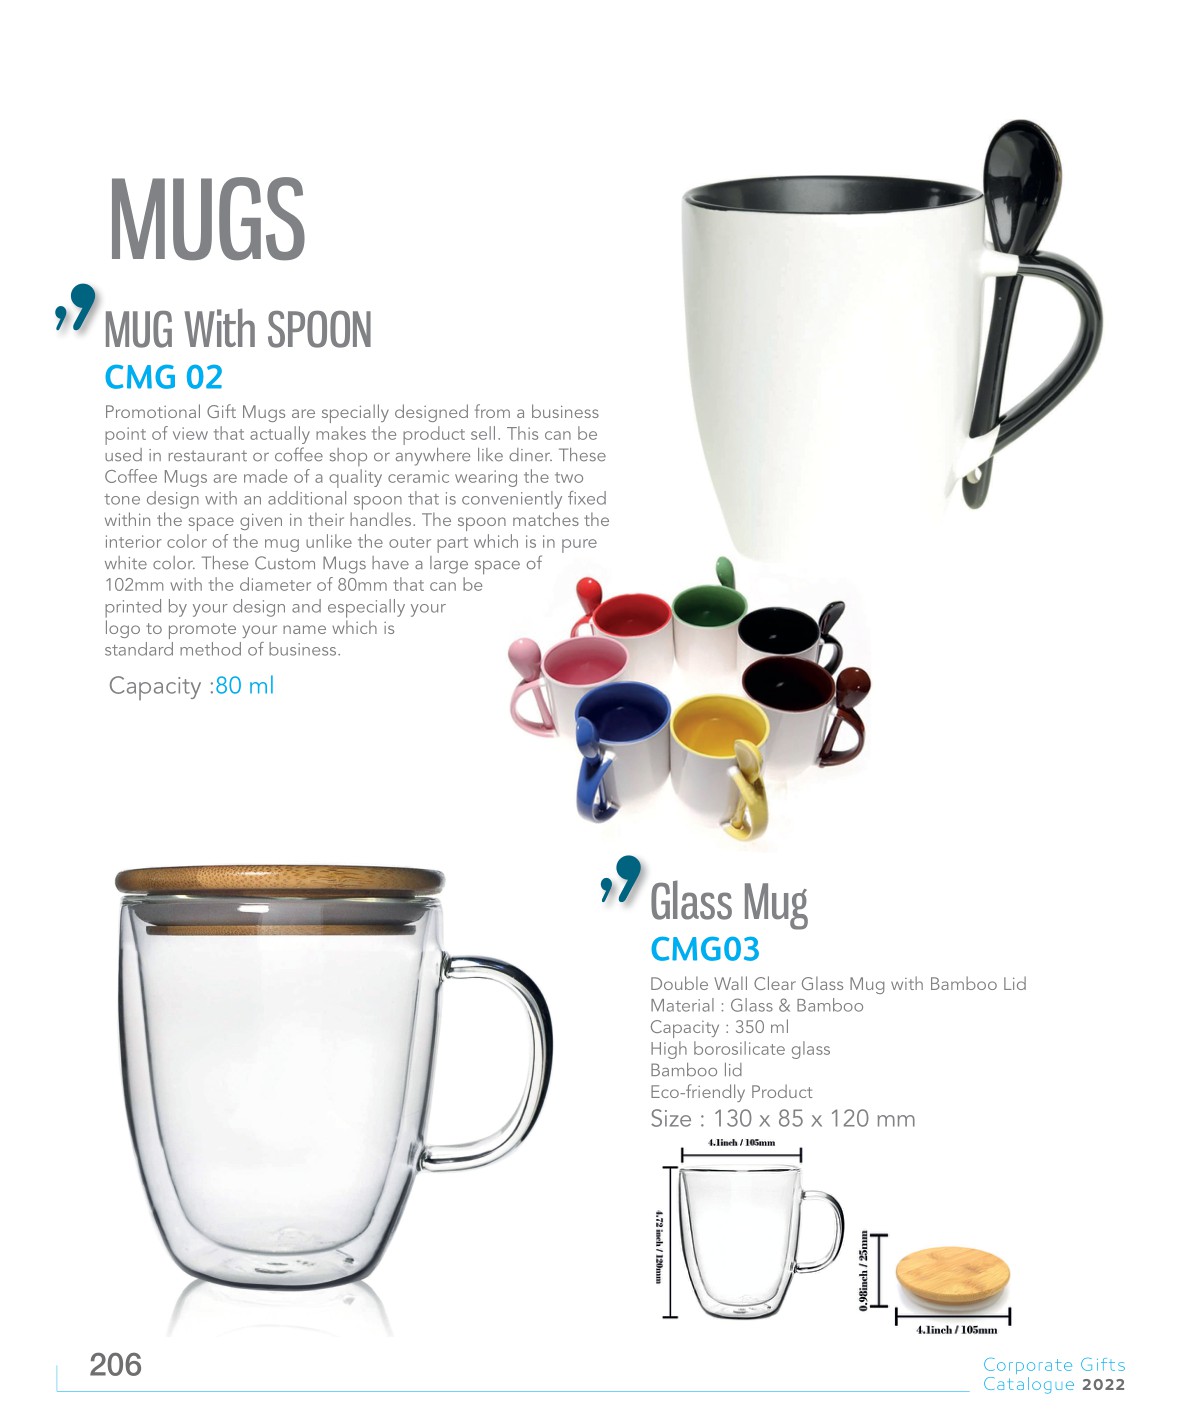 MUGS
MUG With SPOON
CMG 02
Promotional Gift Mugs are specially designed from a business
point of view that actually makes the product sell. This can be
used in restaurant or coffee shop or anywhere like diner. These
Coffee Mugs are made of a quality ceramic wearing the two
tone design with an additional spoon that is conveniently fixed
within the space given in their handles. The spoon matches the
interior color of the mug unlike the outer part which is in pure
white color. These Custom Mugs have a large space of
102mm with the diameter of 80mm that can be
printed by your design and especially your
logo to promote your name which is
standard method of business.
Capacity :80 ml
Glass Mug
CMG03
Double Wall Clear Glass Mug with Bamboo Lid
Material : Glass & Bamboo
Capacity : 350 ml
High borosilicate glass
Bamboo lid
Eco-friendly Product
Size : 130 x 85 x 120 mm
4.1inch / 105mm
4.72 inch / 120mm
0.98inch / 25mm
4.1inch / 105mm
206
Corporate Gifts
Catalogue 2022